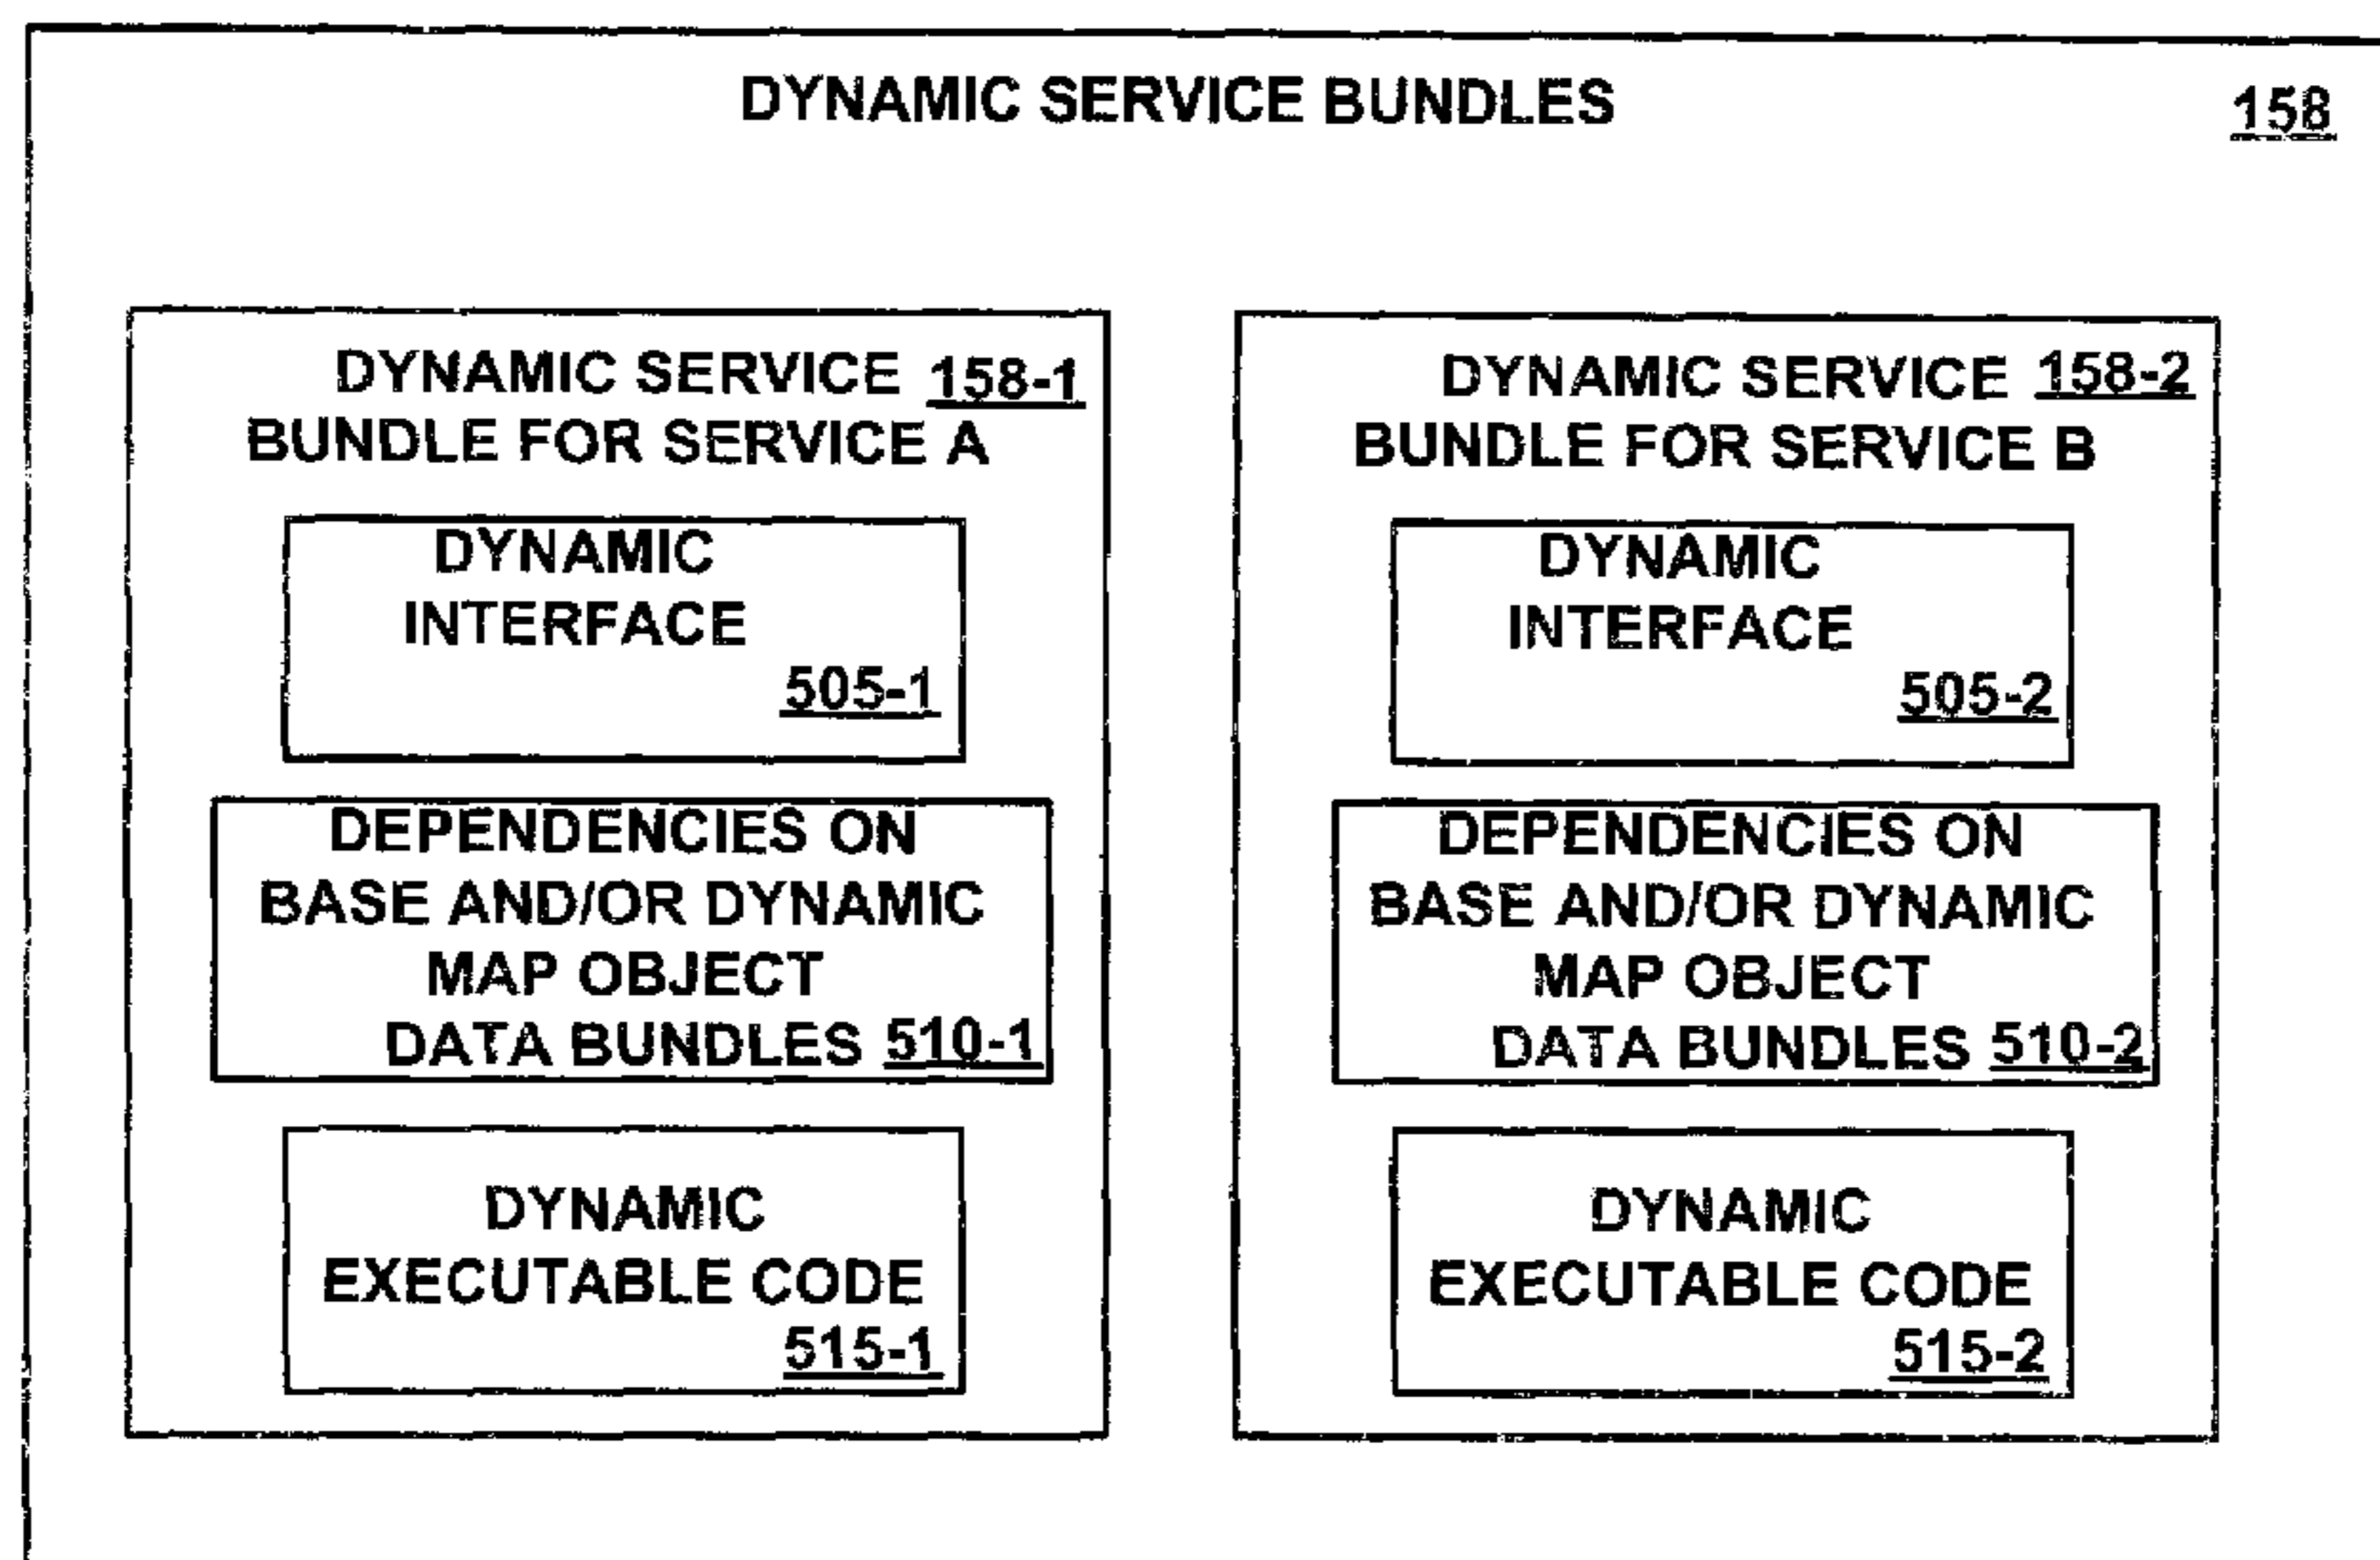 DYNAMIC SERVICE BUNDLES 158
DYNAMIC SERVICE 158-1
BUNDLE FOR SERVICE A
DYNAMIC
INTERFACE
505-1
DEPENDENCIES ON
BASE AND/OR DYNAMIC
MAP OBJECT
DATA BUNDLES 510-1
DYNAMIC
EXECUTABLE CODE
515-1
DYNAMIC SERVICE 158-2
BUNDLE FOR SERVICE B
DYNAMIC
INTERFACE
505-2
DEPENDENCIES ON
BASE AND/OR DYNAMIC
MAP OBJECT
DATA BUNDLES 510-2
DYNAMIC
EXECUTABLE CODE
515-2